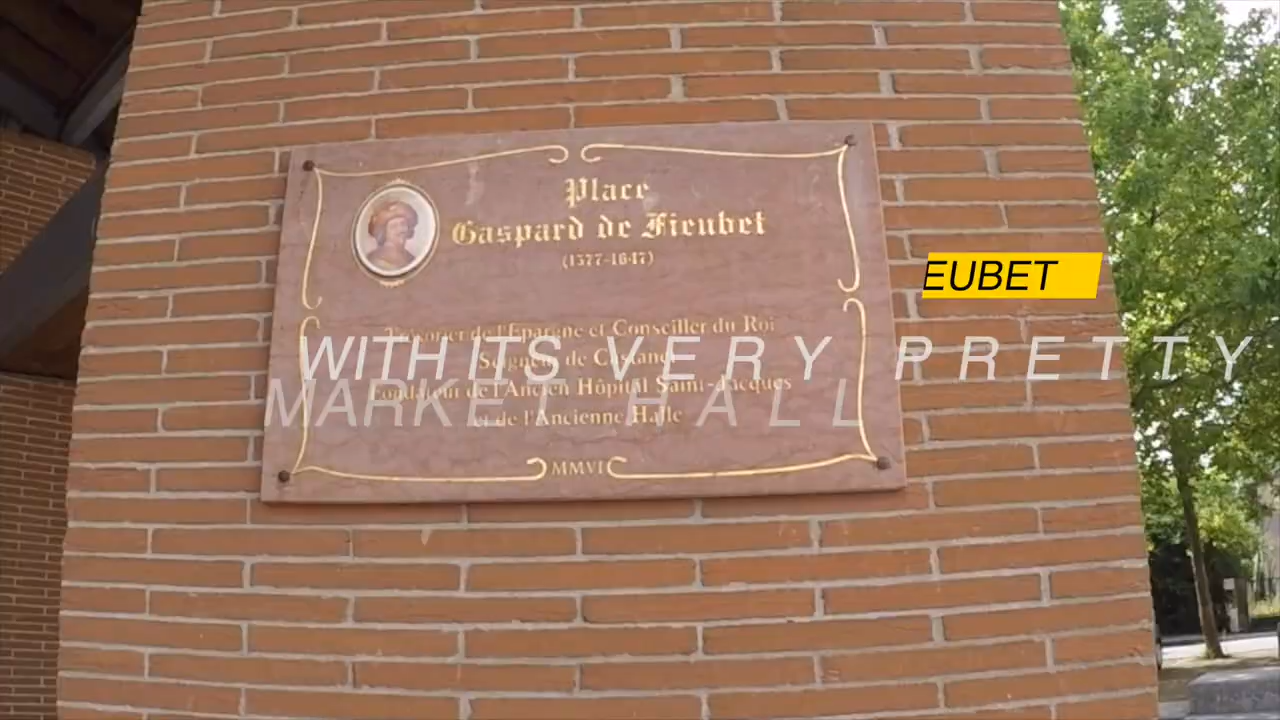 Place
Gaspard de Fieubet
(1577-1647)
EUBET
Trésorier de l'Epargne et Conseiller du Roi
WITH ITS VERY PRETTY
Seigneur de Castanet
Fondateur de l'Ancien Hôpital Saint-Jacques
MARKET HALL
et de l'Ancienne Halle
MMVI